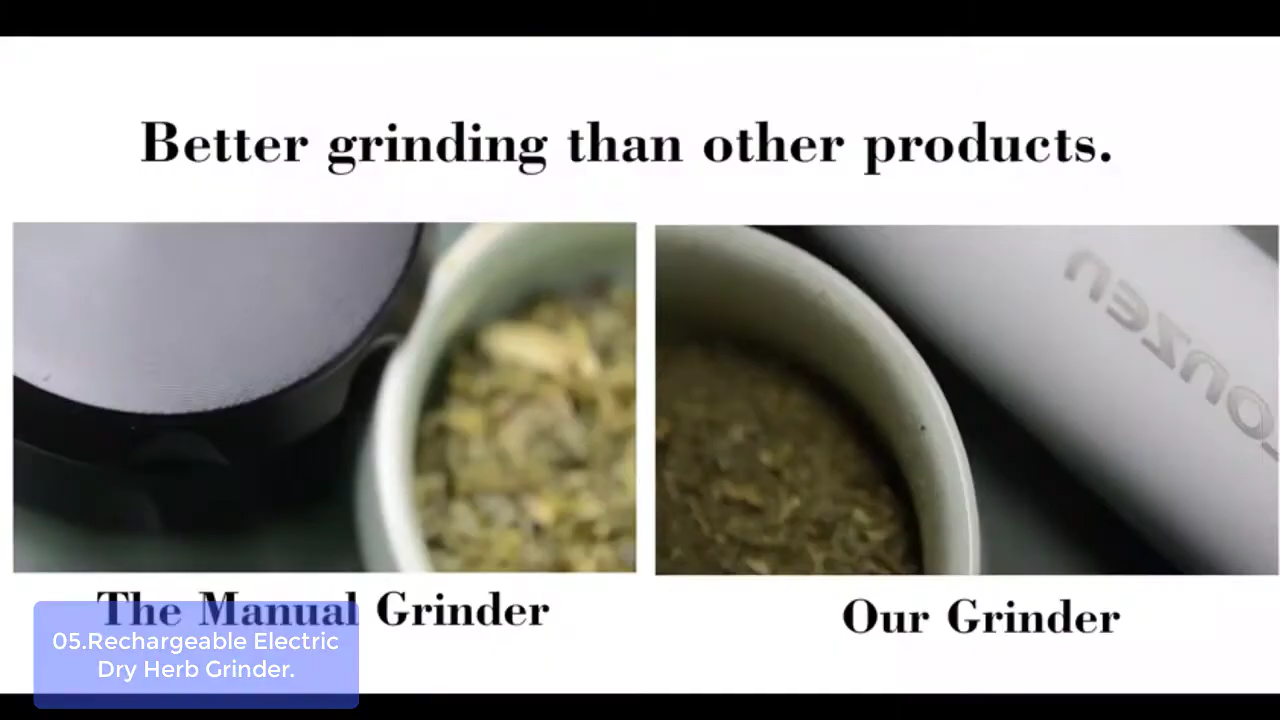 Better grinding than other products.
The Manual Grinder
Our Grinder
05.Rechargeable Electric
Dry Herb Grinder.